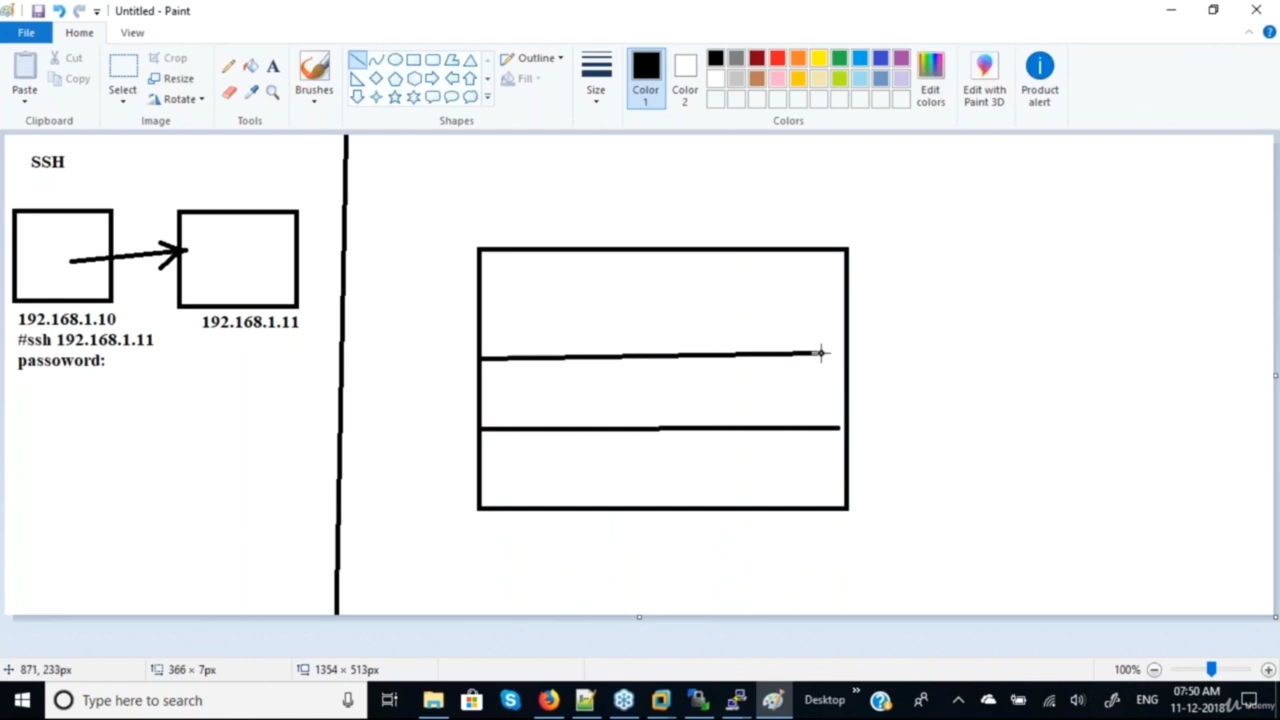 Untitled - Paint
File
Home
View
Paste
Cut
Copy
Clipboard
Select
Crop
Resize
Rotate
Image
A
Tools
Brushes
Outline
Fill
Shapes
Size
Color 1
Color 2
Edit colors
Colors
Edit with Paint 3D
Product alert
SSH
192.168.1.10
192.168.1.11
#ssh 192.168.1.11
passoword:
871, 233px
366 × 7px
1354 × 513px
100%
Type here to search
Desktop
ENG
07:50 AM
11-12-2018
Udemy